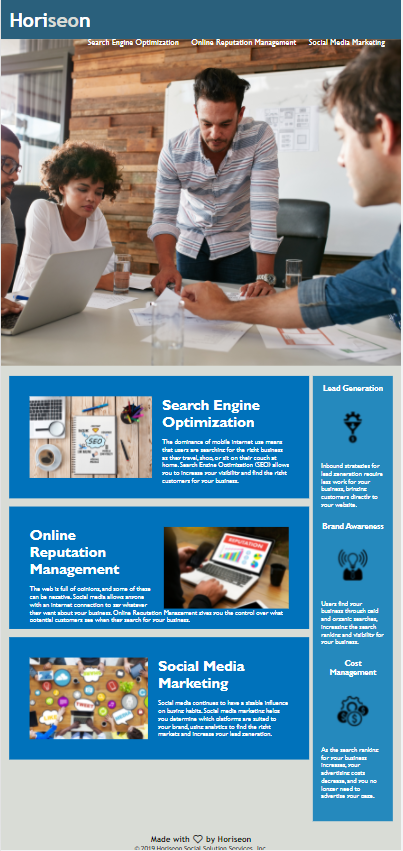 Horiseon
Search Engine Optimization Online Reputation Management Social Media Marketing
Search Engine
Optimization
The dominance of mobile internet use means
that users are searching for the right business
as they travel, shop, or sit on their couch at
home. Search Engine Optimization (SEO) allows
you to increase your visibility and find the right
customers for your business.
SEO
Online
Reputation
Management
The web is full of opinions, and some of these
can be negative. Social media allows anyone
with an internet connection to say whatever
they want about your business. Online Reputation Management gives you the control over what
potential customers see when they search for your business.
REPUTATION
Social Media
Marketing
Social media continues to have a sizable influence
on buying habits. Social media marketing helps
you determine which platforms are suited to
your brand, using analytics to find the right
markets and increase your lead generation.
TWEET
LIKE
Lead Generation
Inbound strategies for
lead generation require
less work for your
business, bringing
customers directly to
your website.
Brand Awareness
Users find your
business through paid
and organic searches,
increasing the search
ranking and visibility for
your business.
Cost
Management
As the search ranking
for your business
increases, your
advertising costs
decrease, and you no
longer need to
advertise your page.
Made with ♡ by Horiseon
© 2019 Horiseon Social Solution Services, Inc.